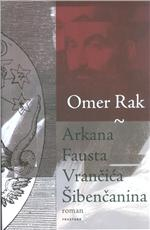 Omer Rak
~
Arkana
Fausta
Vrančića
Šibenčanina
roman